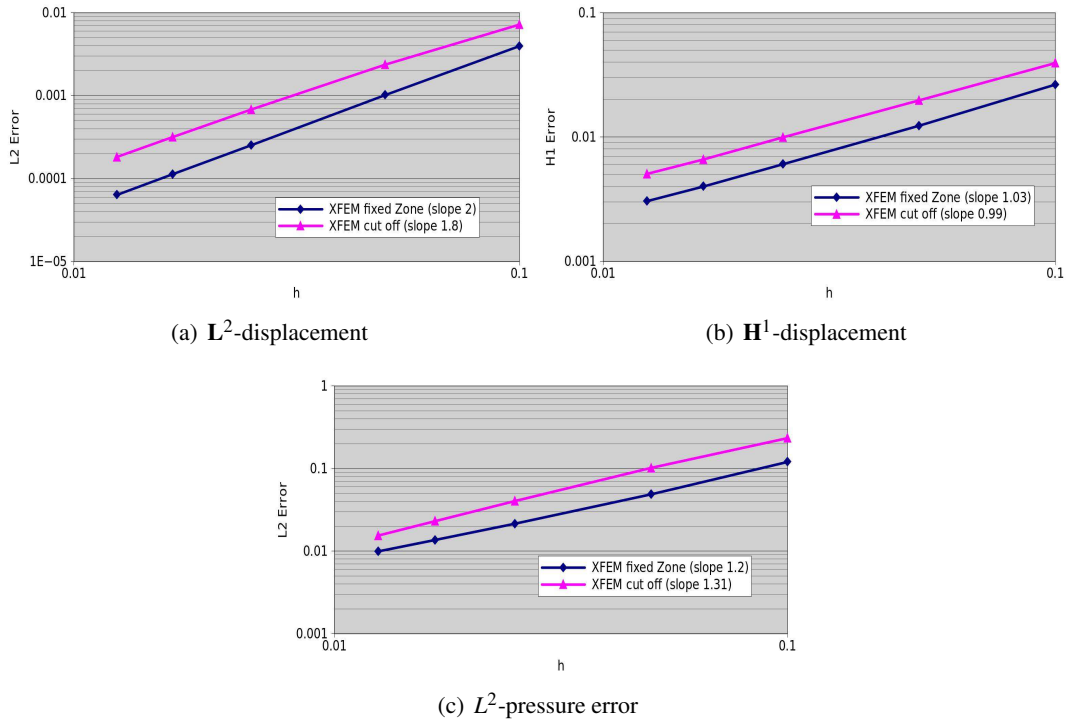 0.01
0.001
0.0001
1E-05
L2 Error
XFEM fixed Zone (slope 2)
XFEM cut off (slope 1.8)
0.01
0.1
h
(a) L²-displacement
0.1
0.01
0.001
H1 Error
XFEM fixed Zone (slope 1.03)
XFEM cut off (slope 0.99)
0.01
0.1
h
(b) H¹-displacement
1
0.1
0.01
0.001
L2 Error
XFEM fixed Zone (slope 1.2)
XFEM cut off (slope 1.31)
0.01
0.1
h
(c) L²-pressure error